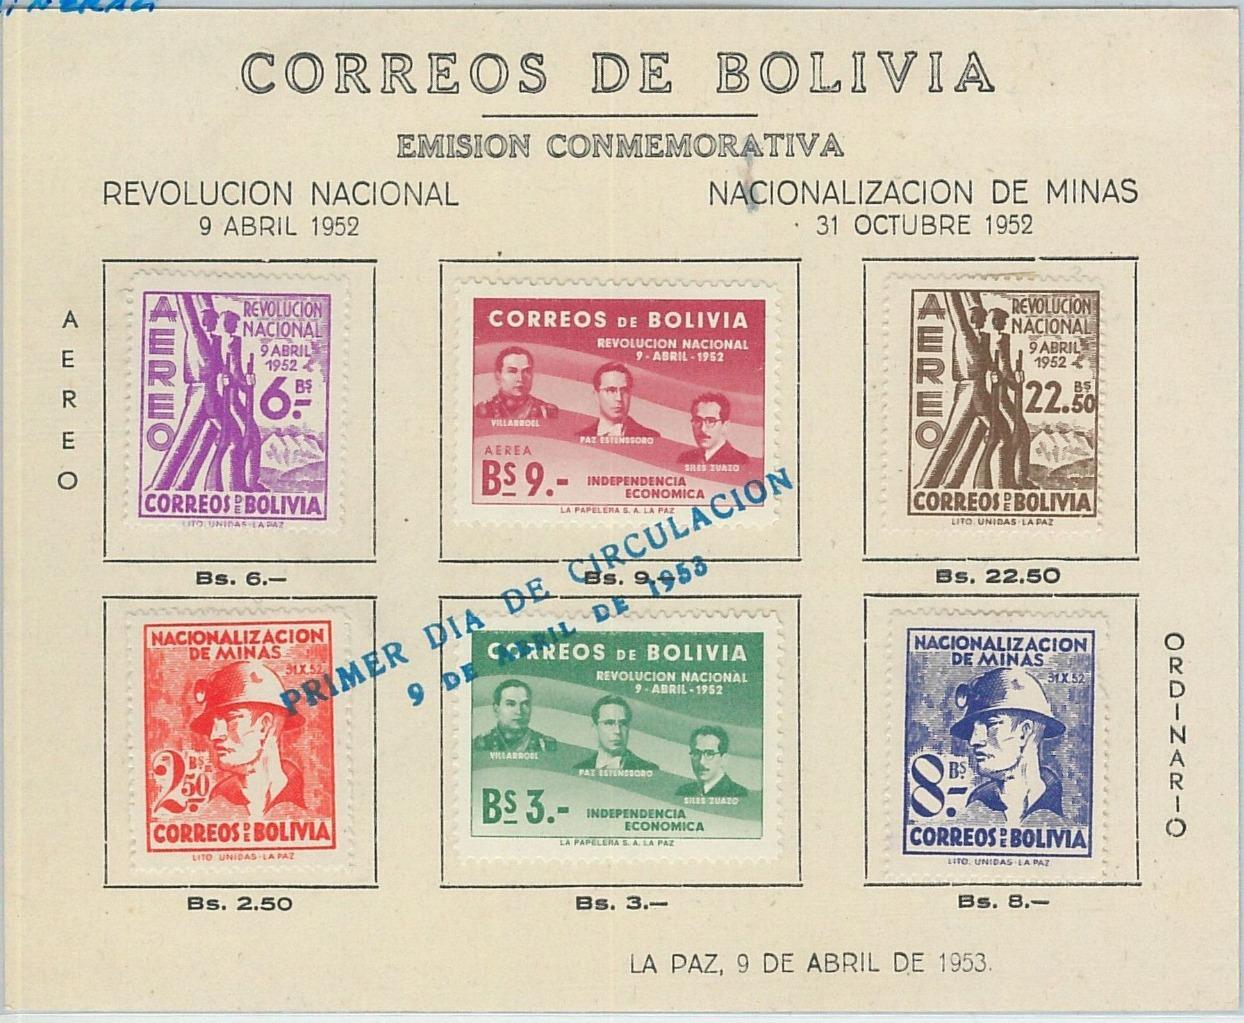 CORREOS DE BOLIVIA
EMISION CONMEMORATIVA
REVOLUCION NACIONAL
9 ABRIL 1952
NACIONALIZACION DE MINAS
31 OCTUBRE 1952
AEREO
AEREO
REVOLUCION
NACIONAL
9 ABRIL
1952
6.- BS
CORREOS DE BOLIVIA
LITO. UNIDAS-LA PAZ
Bs. 6.—
CORREOS DE BOLIVIA
REVOLUCION NACIONAL
9-ABRIL-1952
VILLARROEL
PAZ ESTENSSORO
SILES ZUAZO
AEREA
BS 9.-
INDEPENDENCIA
ECONOMICA
LA PAPELERA S. A. LA PAZ
Bs. 9.—
AEREO
REVOLUCION
NACIONAL
9 ABRIL
1952
22.50 BS
CORREOS DE BOLIVIA
LITO. UNIDAS-LA PAZ
Bs. 22.50
PRIMER DIA DE CIRCULACION
9 DE ABRIL DE 1953
NACIONALIZACION
DE MINAS
31 X.52
2.50 BS
CORREOS DE BOLIVIA
LITO. UNIDAS-LA PAZ
Bs. 2.50
CORREOS DE BOLIVIA
REVOLUCION NACIONAL
9-ABRIL-1952
VILLARROEL
PAZ ESTENSSORO
SILES ZUAZO
BS 3.-
INDEPENDENCIA
ECONOMICA
LA PAPELERA S. A. LA PAZ
Bs. 3.—
NACIONALIZACION
DE MINAS
31 X.52
8.- BS
CORREOS DE BOLIVIA
LITO. UNIDAS-LA PAZ
Bs. 8.—
ORDINARIO
LA PAZ, 9 DE ABRIL DE 1953.